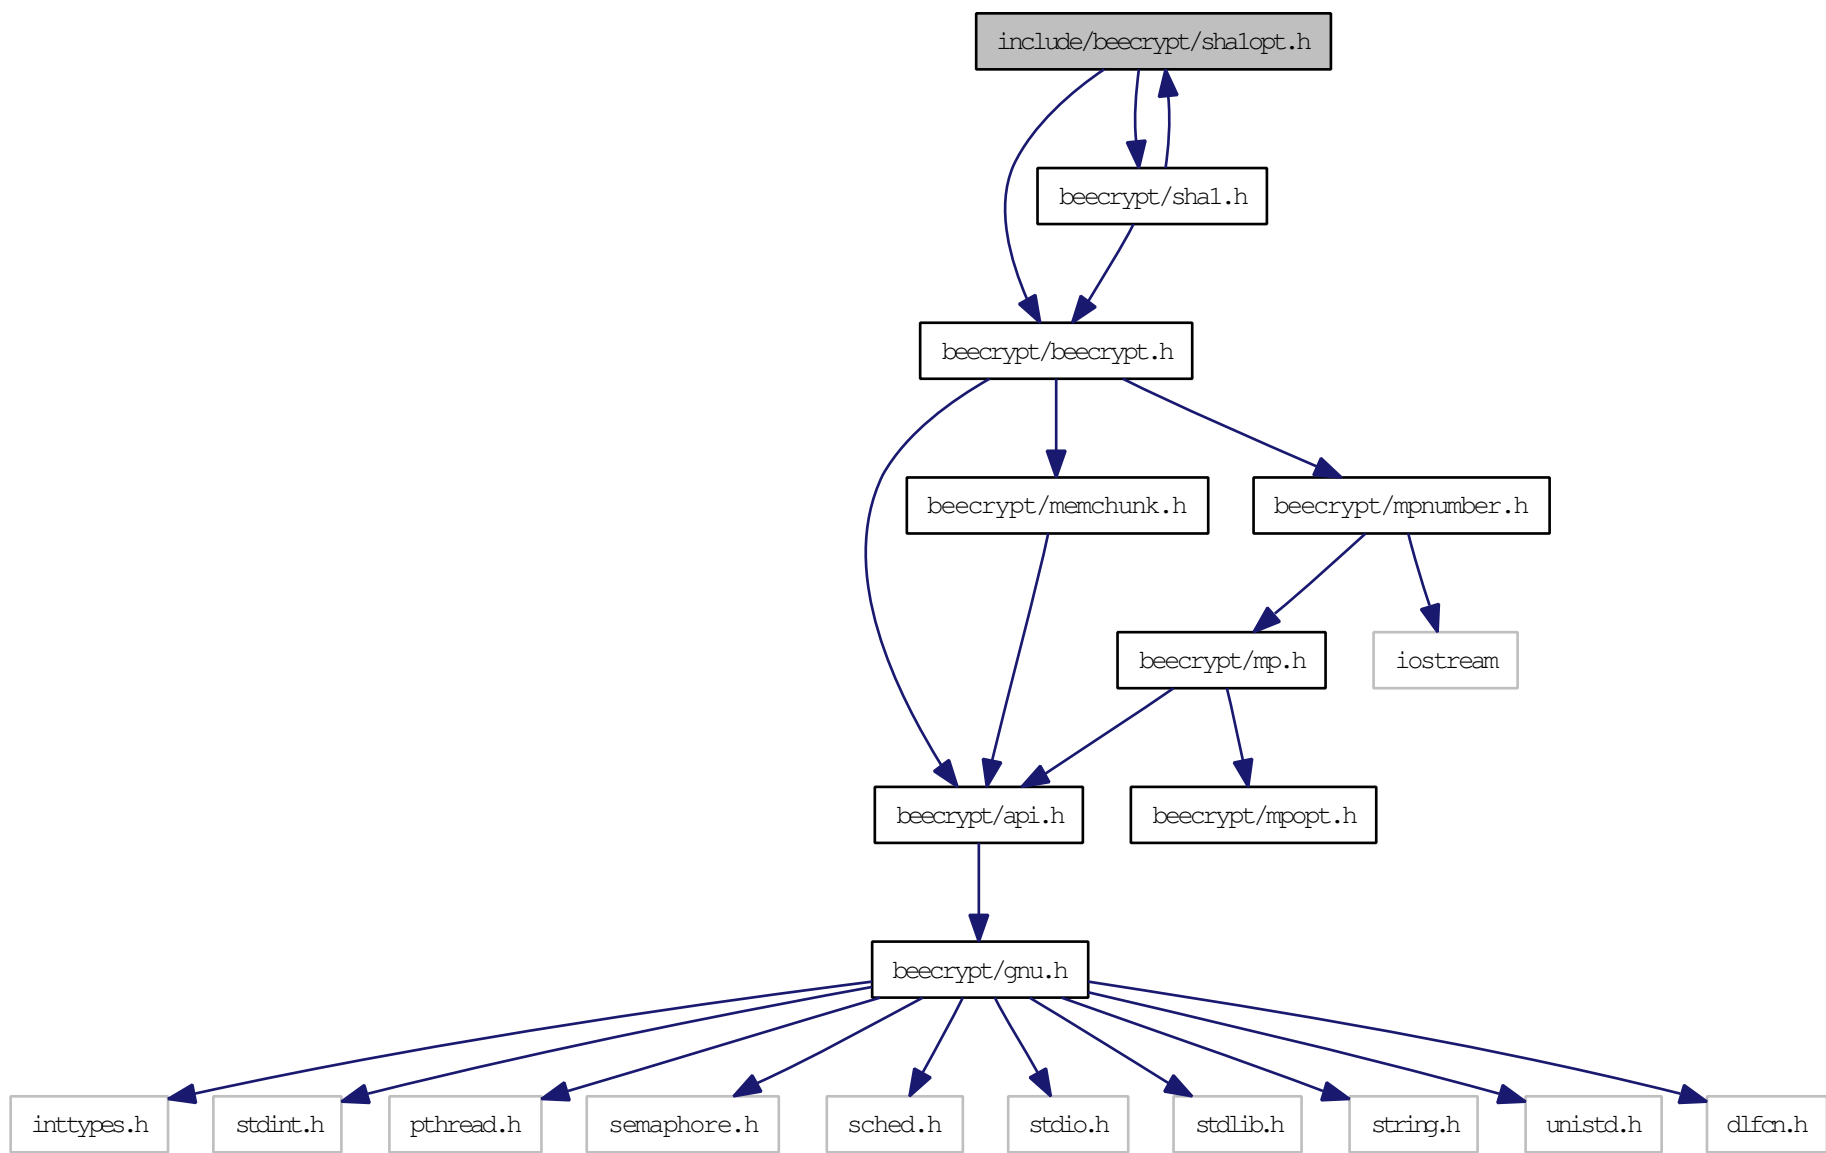 include/beecrypt/sha1opt.h
beecrypt/sha1.h
beecrypt/beecrypt.h
beecrypt/memchunk.h
beecrypt/mpnumber.h
beecrypt/mp.h
iostream
beecrypt/api.h
beecrypt/mpopt.h
beecrypt/gnu.h
inttypes.h
stdint.h
pthread.h
semaphore.h
sched.h
stdio.h
stdlib.h
string.h
unistd.h
dlfcn.h